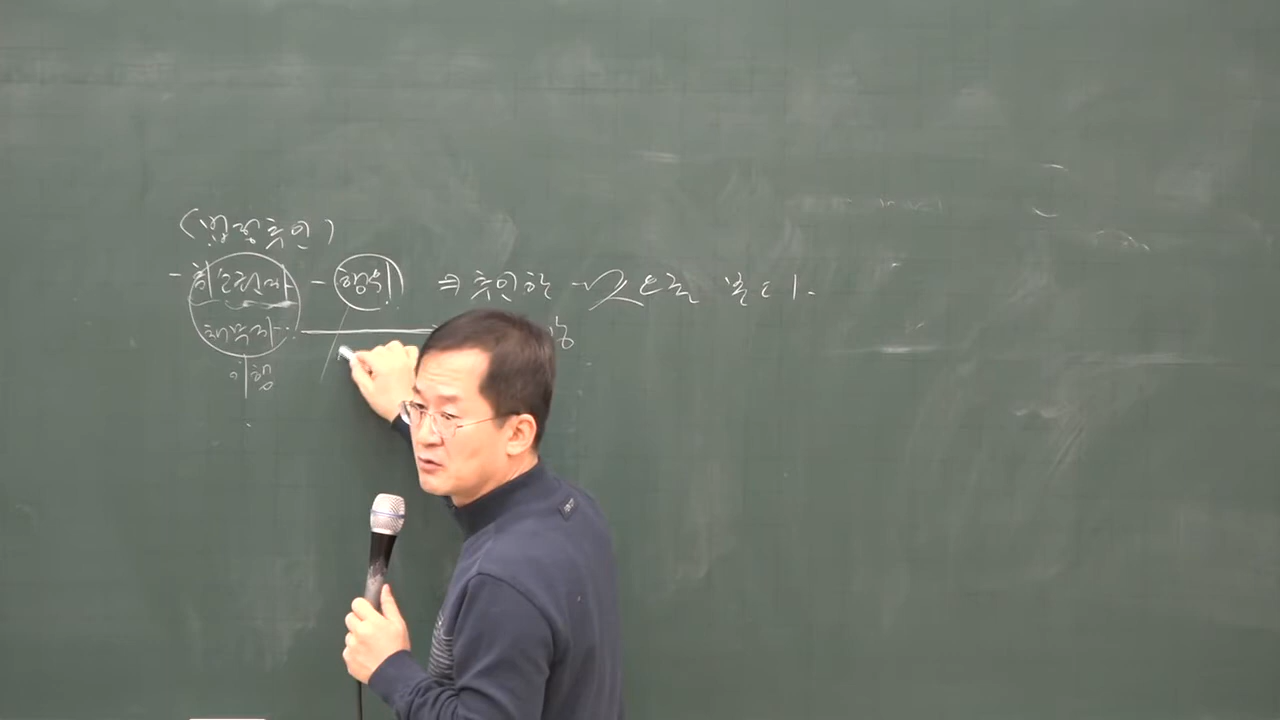 (법정추인)
- 취소권자 - 행위 ⇒ 추인한 것으로 본다.
채무자
이행